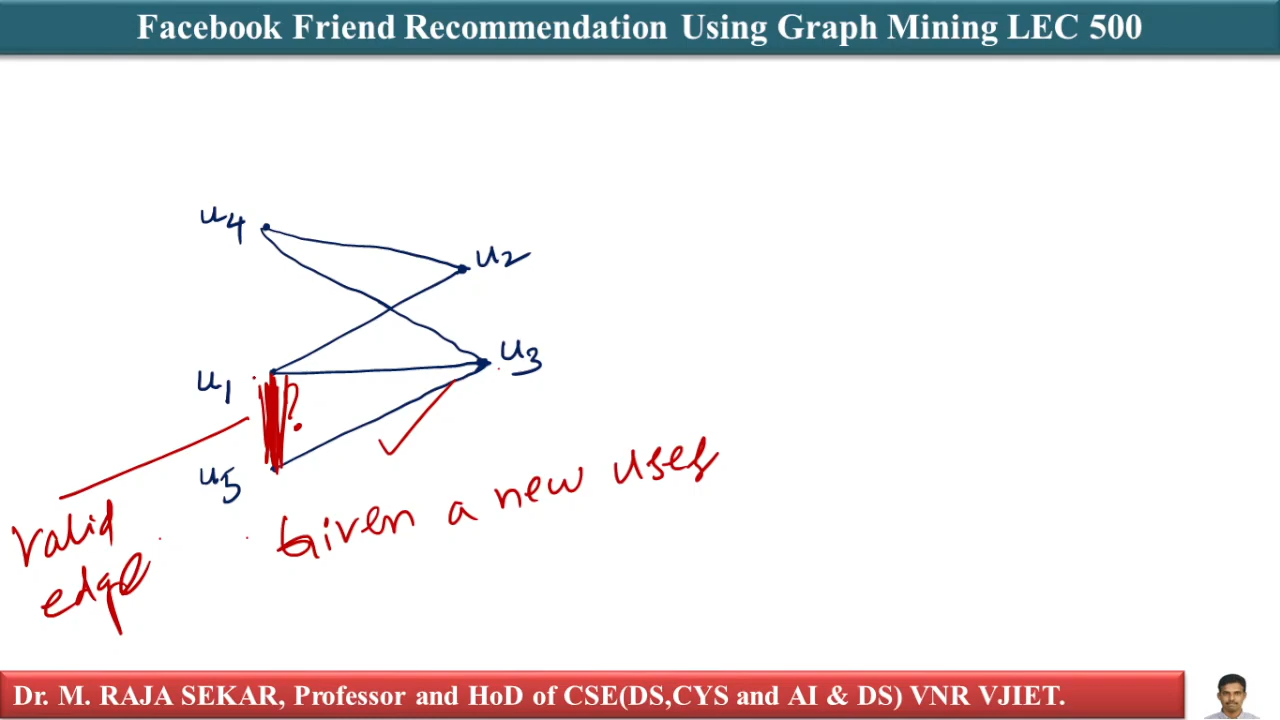 Facebook Friend Recommendation Using Graph Mining LEC 500
u4
u2
u3
u1
?
u5
Given a new user
valid
edge
Dr. M. RAJA SEKAR, Professor and HoD of CSE(DS,CYS and AI & DS) VNR VJIET.